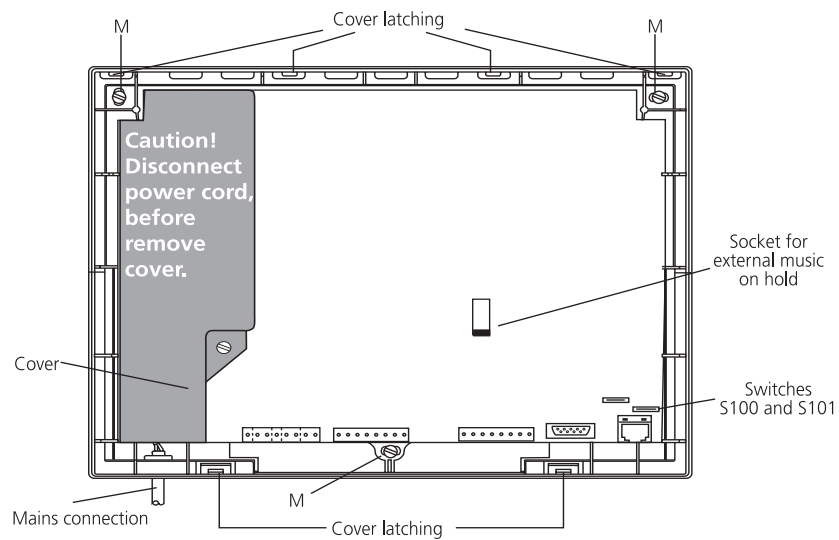 Cover latching
M
M
Caution!
Disconnect
power cord,
before
remove
cover.
Socket for
external music
on hold
Cover
Switches
S100 and S101
M
Mains connection
Cover latching